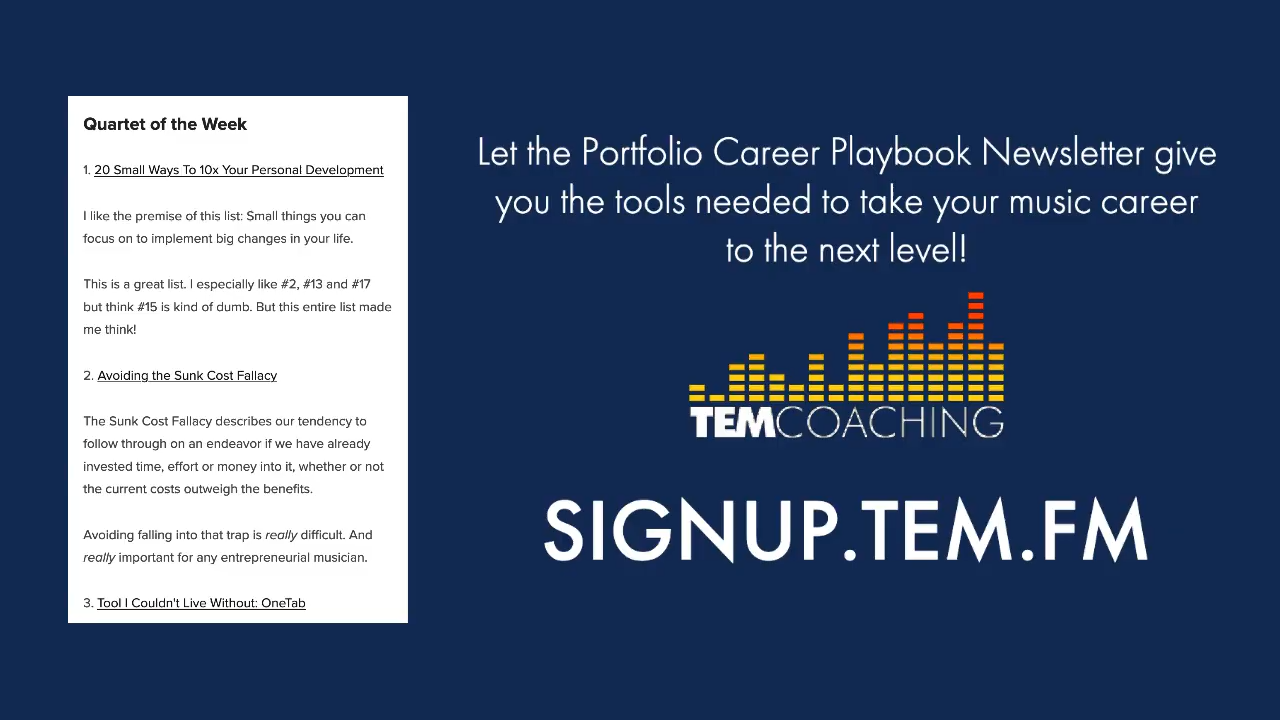 Quartet of the Week
1. 20 Small Ways To 10x Your Personal Development
I like the premise of this list: Small things you can
focus on to implement big changes in your life.
This is a great list. I especially like #2, #13 and #17
but think #15 is kind of dumb. But this entire list made
me think!
2. Avoiding the Sunk Cost Fallacy
The Sunk Cost Fallacy describes our tendency to
follow through on an endeavor if we have already
invested time, effort or money into it, whether or not
the current costs outweigh the benefits.
Avoiding falling into that trap is really difficult. And
really important for any entrepreneurial musician.
3. Tool I Couldn't Live Without: OneTab
Let the Portfolio Career Playbook Newsletter give
you the tools needed to take your music career
to the next level!
TEMCOACHING
SIGNUP.TEM.FM